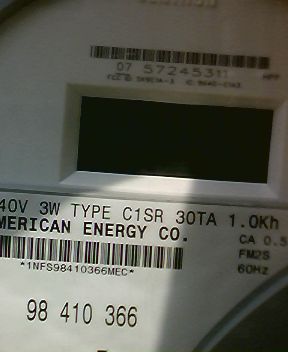 07 57245311
HPP
40V 3W TYPE C1SR 30TA 1.0Kh
MERICAN ENERGY CO.
CA 0.5
*1NFS98410366MEC*
FM2S
60Hz
98 410 366